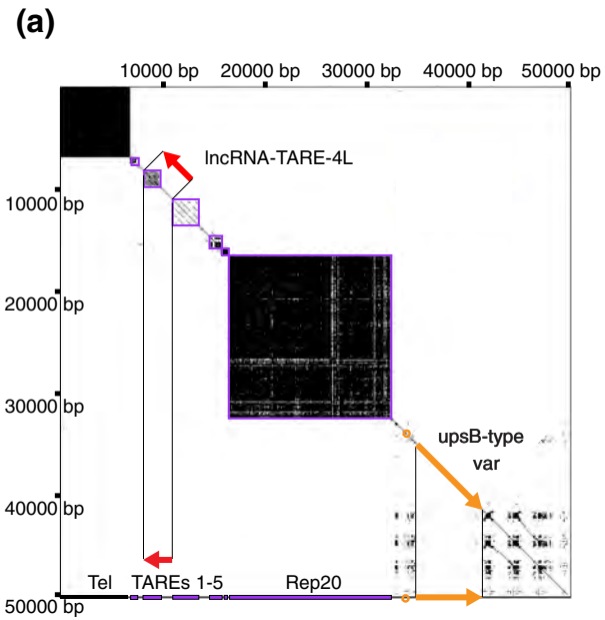 (a)
10000 bp 20000 bp 30000 bp 40000 bp 50000 bp
lncRNA-TARE-4L
10000 bp
20000 bp
30000 bp
upsB-type
var
40000 bp
Tel TAREs 1-5 Rep20
50000 bp